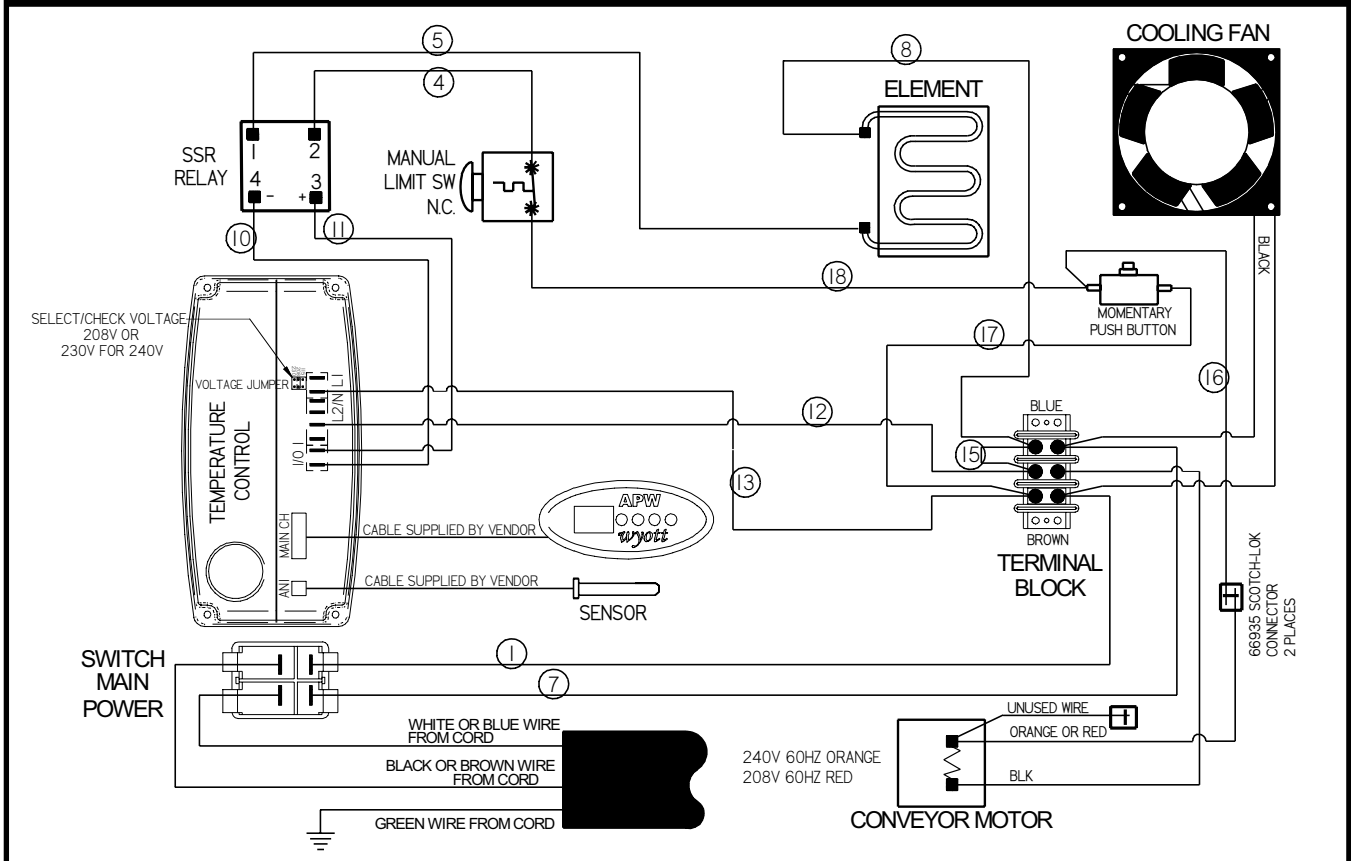 COOLING FAN
5
8
4
ELEMENT
SSR
RELAY
1 2
4 3
- +
MANUAL
LIMIT SW
N.C.
10
11
BLACK
18
MOMENTARY
PUSH BUTTON
SELECT/CHECK VOLTAGE
208V OR
230V FOR 240V
VOLTAGE JUMPER
L1
L2/N
I/O 1
TEMPERATURE
CONTROL
MAIN CH
AN1
17
16
12
BLUE
15
13
BROWN
TERMINAL
BLOCK
APW
wyott
CABLE SUPPLIED BY VENDOR
CABLE SUPPLIED BY VENDOR
SENSOR
66935 SCOTCH-LOK
CONNECTOR
2 PLACES
SWITCH
MAIN
POWER
1
7
WHITE OR BLUE WIRE
FROM CORD
BLACK OR BROWN WIRE
FROM CORD
GREEN WIRE FROM CORD
240V 60HZ ORANGE
208V 60HZ RED
UNUSED WIRE
ORANGE OR RED
BLK
CONVEYOR MOTOR